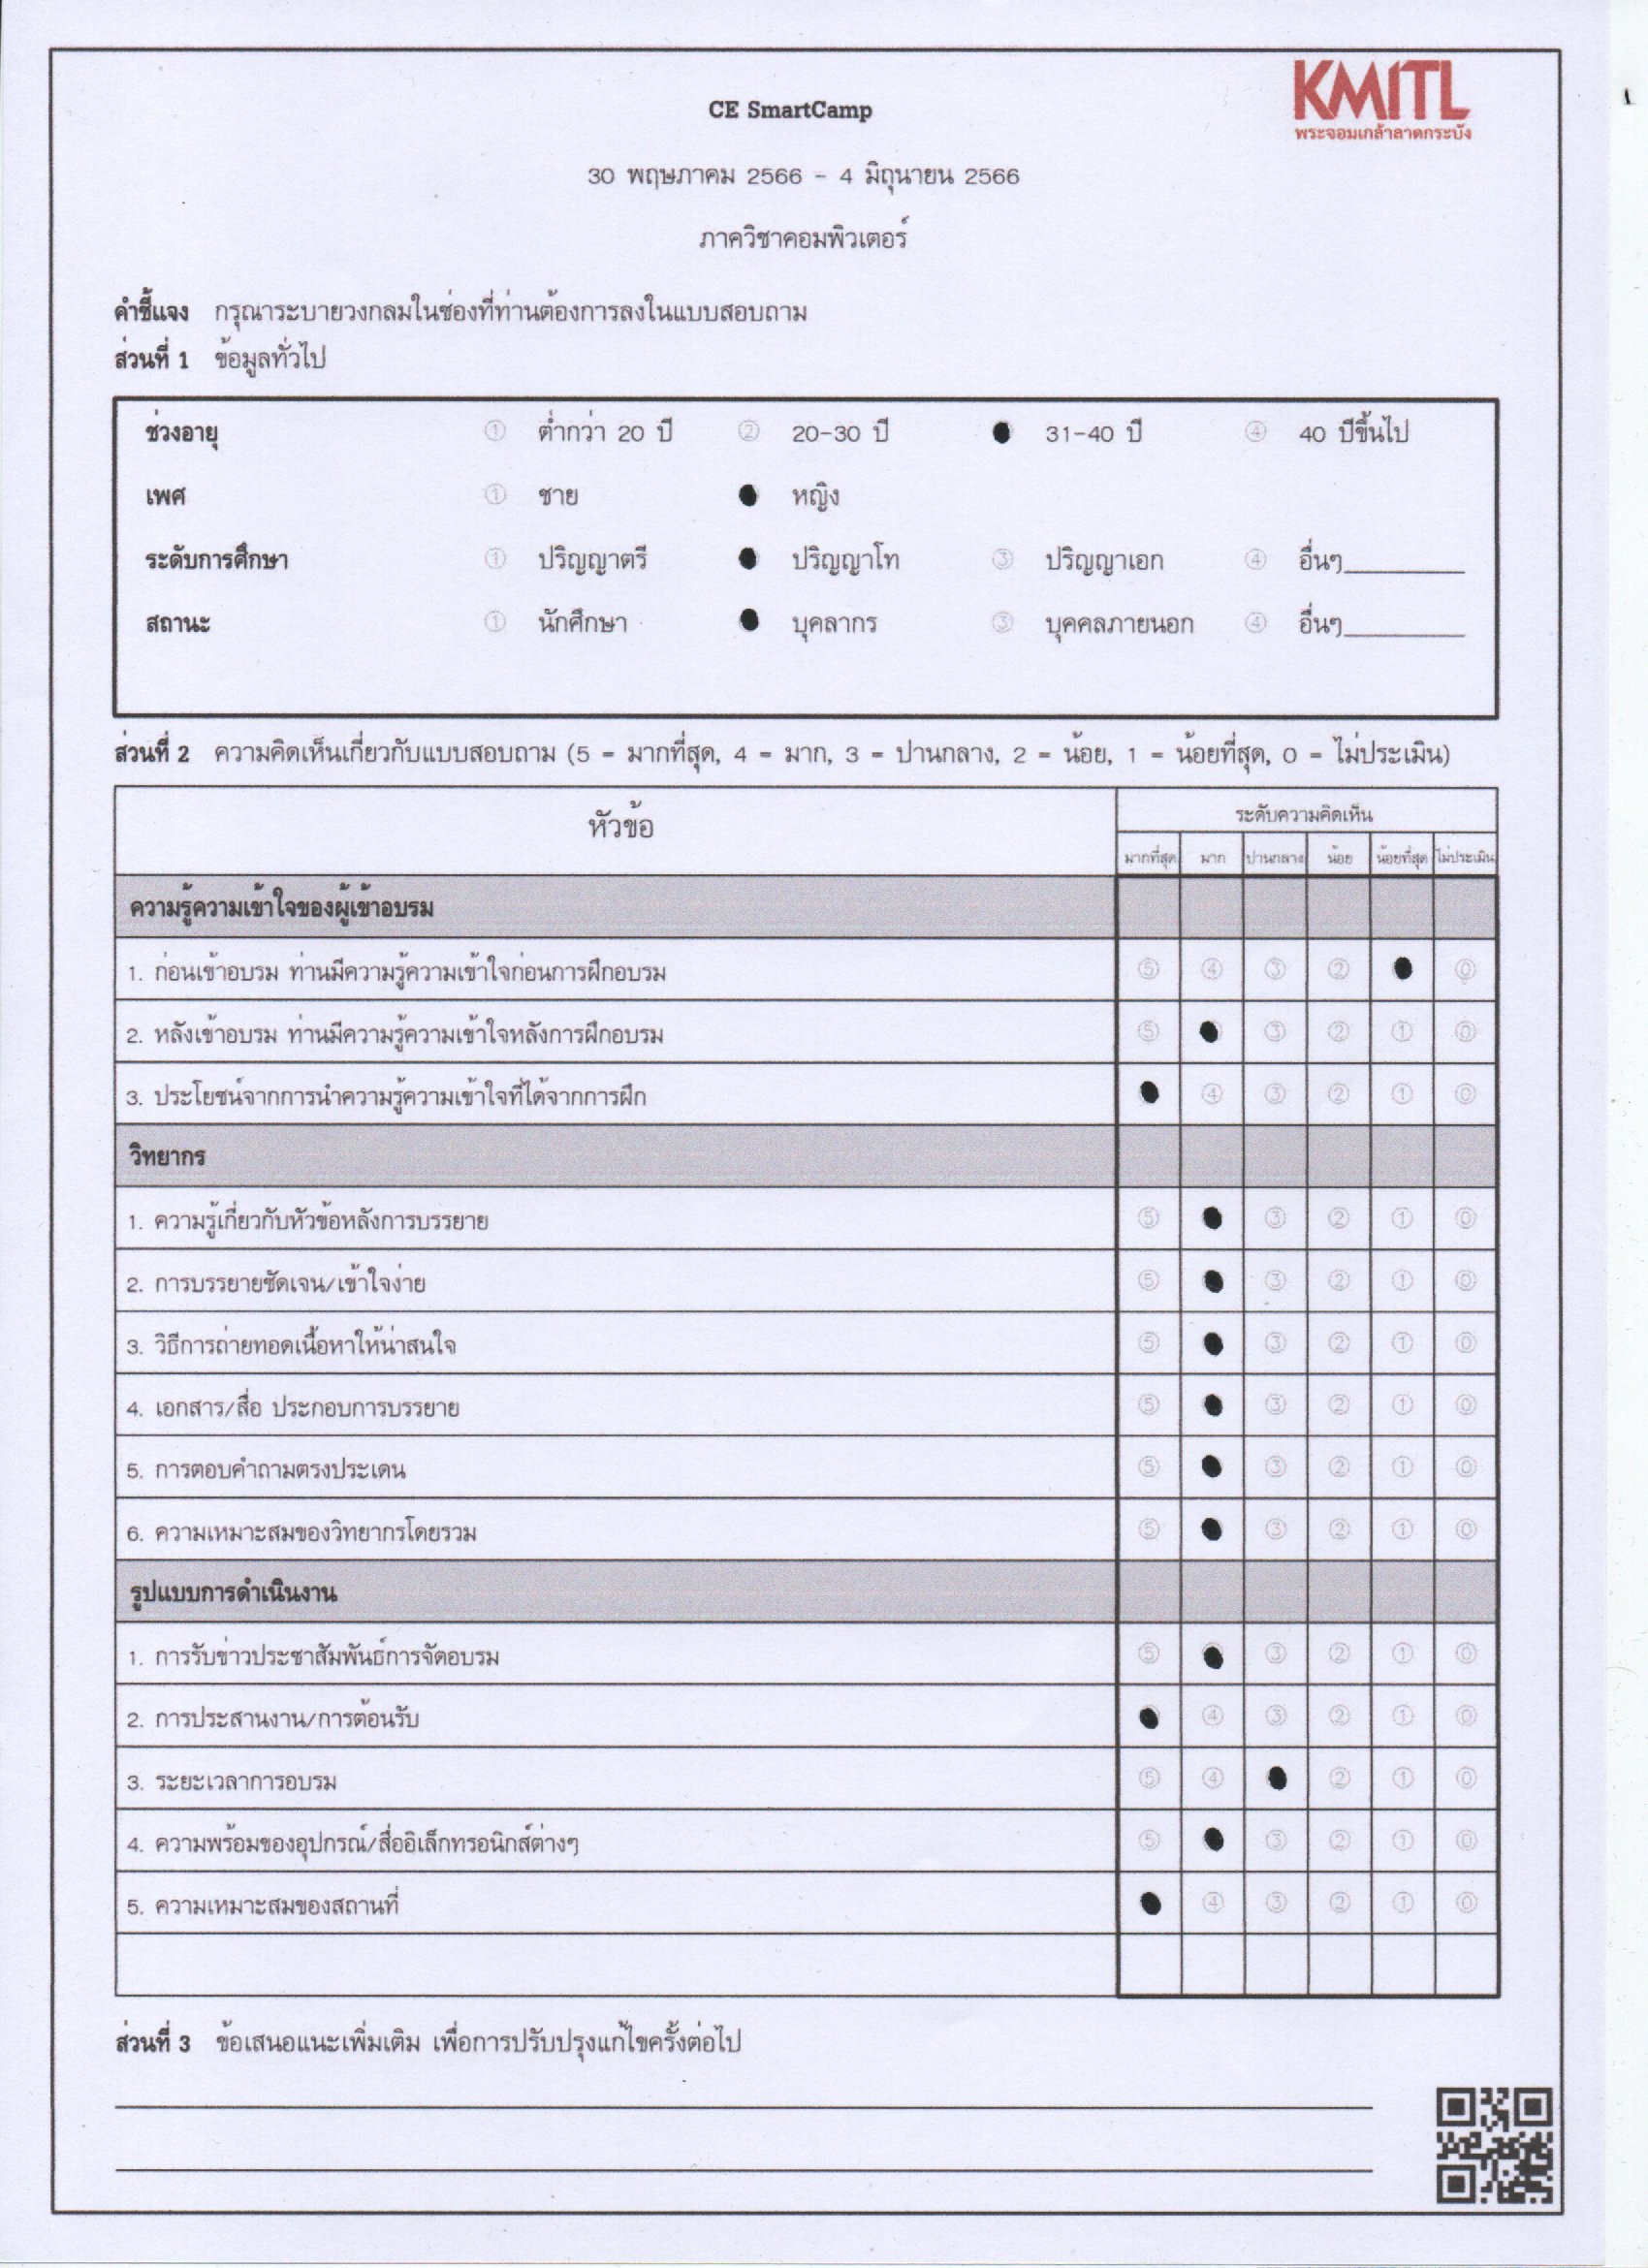 KMITL
พระจอมเกล้าลาดกระบัง
CE SmartCamp
30 พฤษภาคม 2566 - 4 มิถุนายน 2566
ภาควิชาคอมพิวเตอร์
คำชี้แจง กรุณาระบายวงกลมในช่องที่ท่านต้องการลงในแบบสอบถาม
ส่วนที่ 1 ข้อมูลทั่วไป
ช่วงอายุ ① ต่ำกว่า 20 ปี ② 20-30 ปี ● 31-40 ปี ④ 40 ปีขึ้นไป
เพศ ① ชาย ● หญิง
ระดับการศึกษา ① ปริญญาตรี ● ปริญญาโท ③ ปริญญาเอก ④ อื่นๆ
สถานะ ① นักศึกษา ● บุคลากร ③ บุคคลภายนอก ④ อื่นๆ
ส่วนที่ 2 ความคิดเห็นเกี่ยวกับแบบสอบถาม (5 = มากที่สุด, 4 = มาก, 3 = ปานกลาง, 2 = น้อย, 1 = น้อยที่สุด, 0 = ไม่ประเมิน)
หัวข้อ ระดับความคิดเห็น
มากที่สุด มาก ปานกลาง น้อย น้อยที่สุด ไม่ประเมิน
ความรู้ความเข้าใจของผู้เข้าอบรม
1. ก่อนเข้าอบรม ท่านมีความรู้ความเข้าใจก่อนการฝึกอบรม ⑤ ④ ③ ② ● ⓪
2. หลังเข้าอบรม ท่านมีความรู้ความเข้าใจหลังการฝึกอบรม ⑤ ● ③ ② ① ⓪
3. ประโยชน์จากการนำความรู้ความเข้าใจที่ได้จากการฝึก ● ④ ③ ② ① ⓪
วิทยากร
1. ความรู้เกี่ยวกับหัวข้อหลังการบรรยาย ⑤ ● ③ ② ① ⓪
2. การบรรยายชัดเจน/เข้าใจง่าย ⑤ ● ③ ② ① ⓪
3. วิธีการถ่ายทอดเนื้อหาให้น่าสนใจ ⑤ ● ③ ② ① ⓪
4. เอกสาร/สื่อ ประกอบการบรรยาย ⑤ ● ③ ② ① ⓪
5. การตอบคำถามตรงประเดน ⑤ ● ③ ② ① ⓪
6. ความเหมาะสมของวิทยากรโดยรวม ⑤ ● ③ ② ① ⓪
รูปแบบการดำเนินงาน
1. การรับข่าวประชาสัมพันธ์การจัดอบรม ⑤ ● ③ ② ① ⓪
2. การประสานงาน/การต้อนรับ ● ④ ③ ② ① ⓪
3. ระยะเวลาการอบรม ⑤ ④ ● ② ① ⓪
4. ความพร้อมของอุปกรณ์/สื่ออิเล็กทรอนิกส์ต่างๆ ⑤ ● ③ ② ① ⓪
5. ความเหมาะสมของสถานที่ ● ④ ③ ② ① ⓪
ส่วนที่ 3 ข้อเสนอแนะเพิ่มเติม เพื่อการปรับปรุงแก้ไขครั้งต่อไป